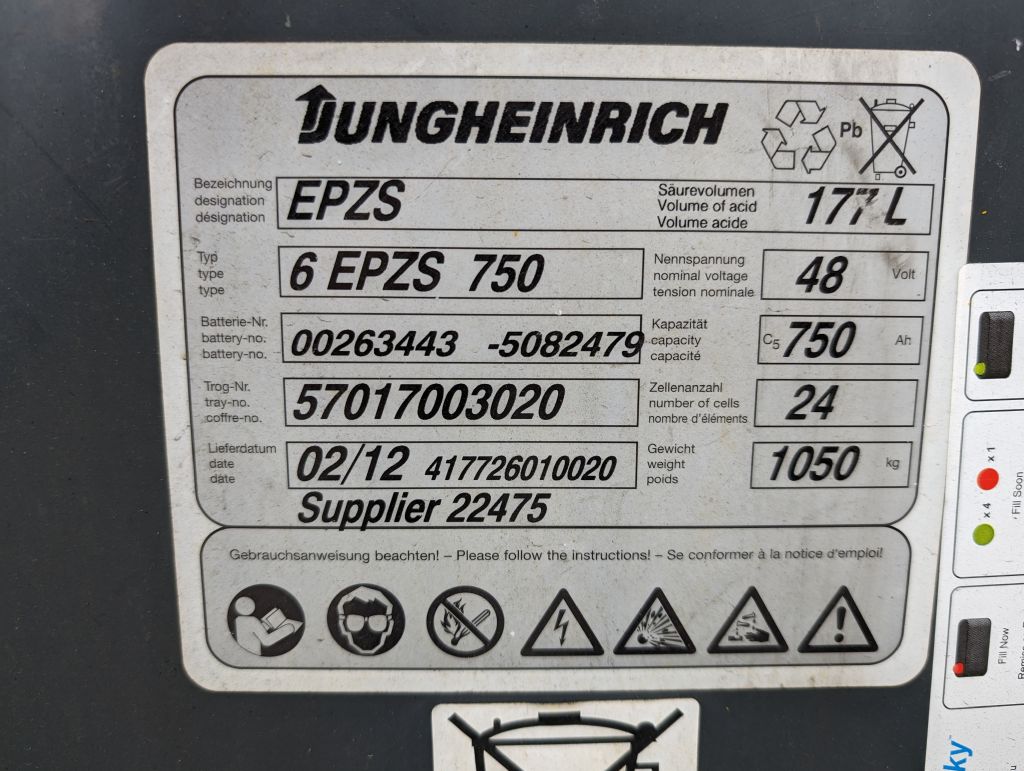 JUNGHEINRICH
Pb
Bezeichnung
designation
désignation
EPZS
Säurevolumen
Volume of acid
Volume acide
177 L
Typ
type
type
6 EPZS 750
Nennspannung
nominal voltage
tension nominale
48 Volt
Batterie-Nr.
battery-no.
battery-no.
00263443 -5082479
Kapazität
capacity
capacité
C5 750 Ah
Trog-Nr.
tray-no.
coffre-no.
57017003020
Zellenanzahl
number of cells
nombre d'éléments
24
Lieferdatum
date
date
02/12 417726010020
Gewicht
weight
poids
1050 kg
Supplier 22475
Gebrauchsanweisung beachten! – Please follow the instructions! – Se conformer à la notice d'emploi!
x 4 x 1
Fill Soon
Fill Now